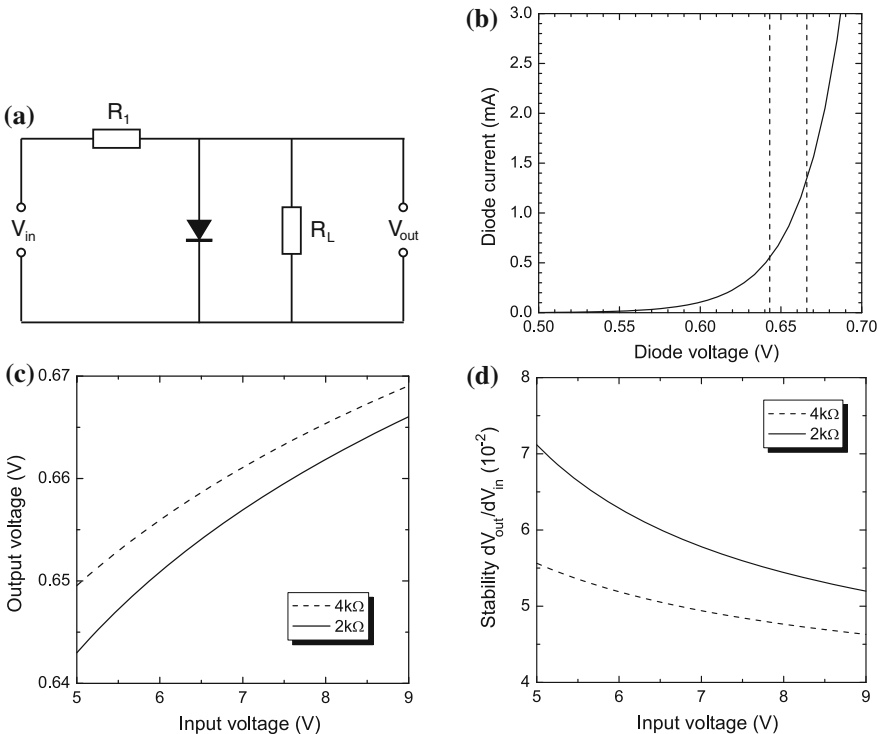 (a)
R1
Vin
RL
Vout
(b)
Diode current (mA)
3.0
2.5
2.0
1.5
1.0
0.5
0.0
0.50 0.55 0.60 0.65 0.70
Diode voltage (V)
(c)
Output voltage (V)
0.67
0.66
0.65
0.64
4kΩ
2kΩ
5 6 7 8 9
Input voltage (V)
(d)
Stability dVout/dVin (10-2)
8
7
6
5
4
4kΩ
2kΩ
5 6 7 8 9
Input voltage (V)